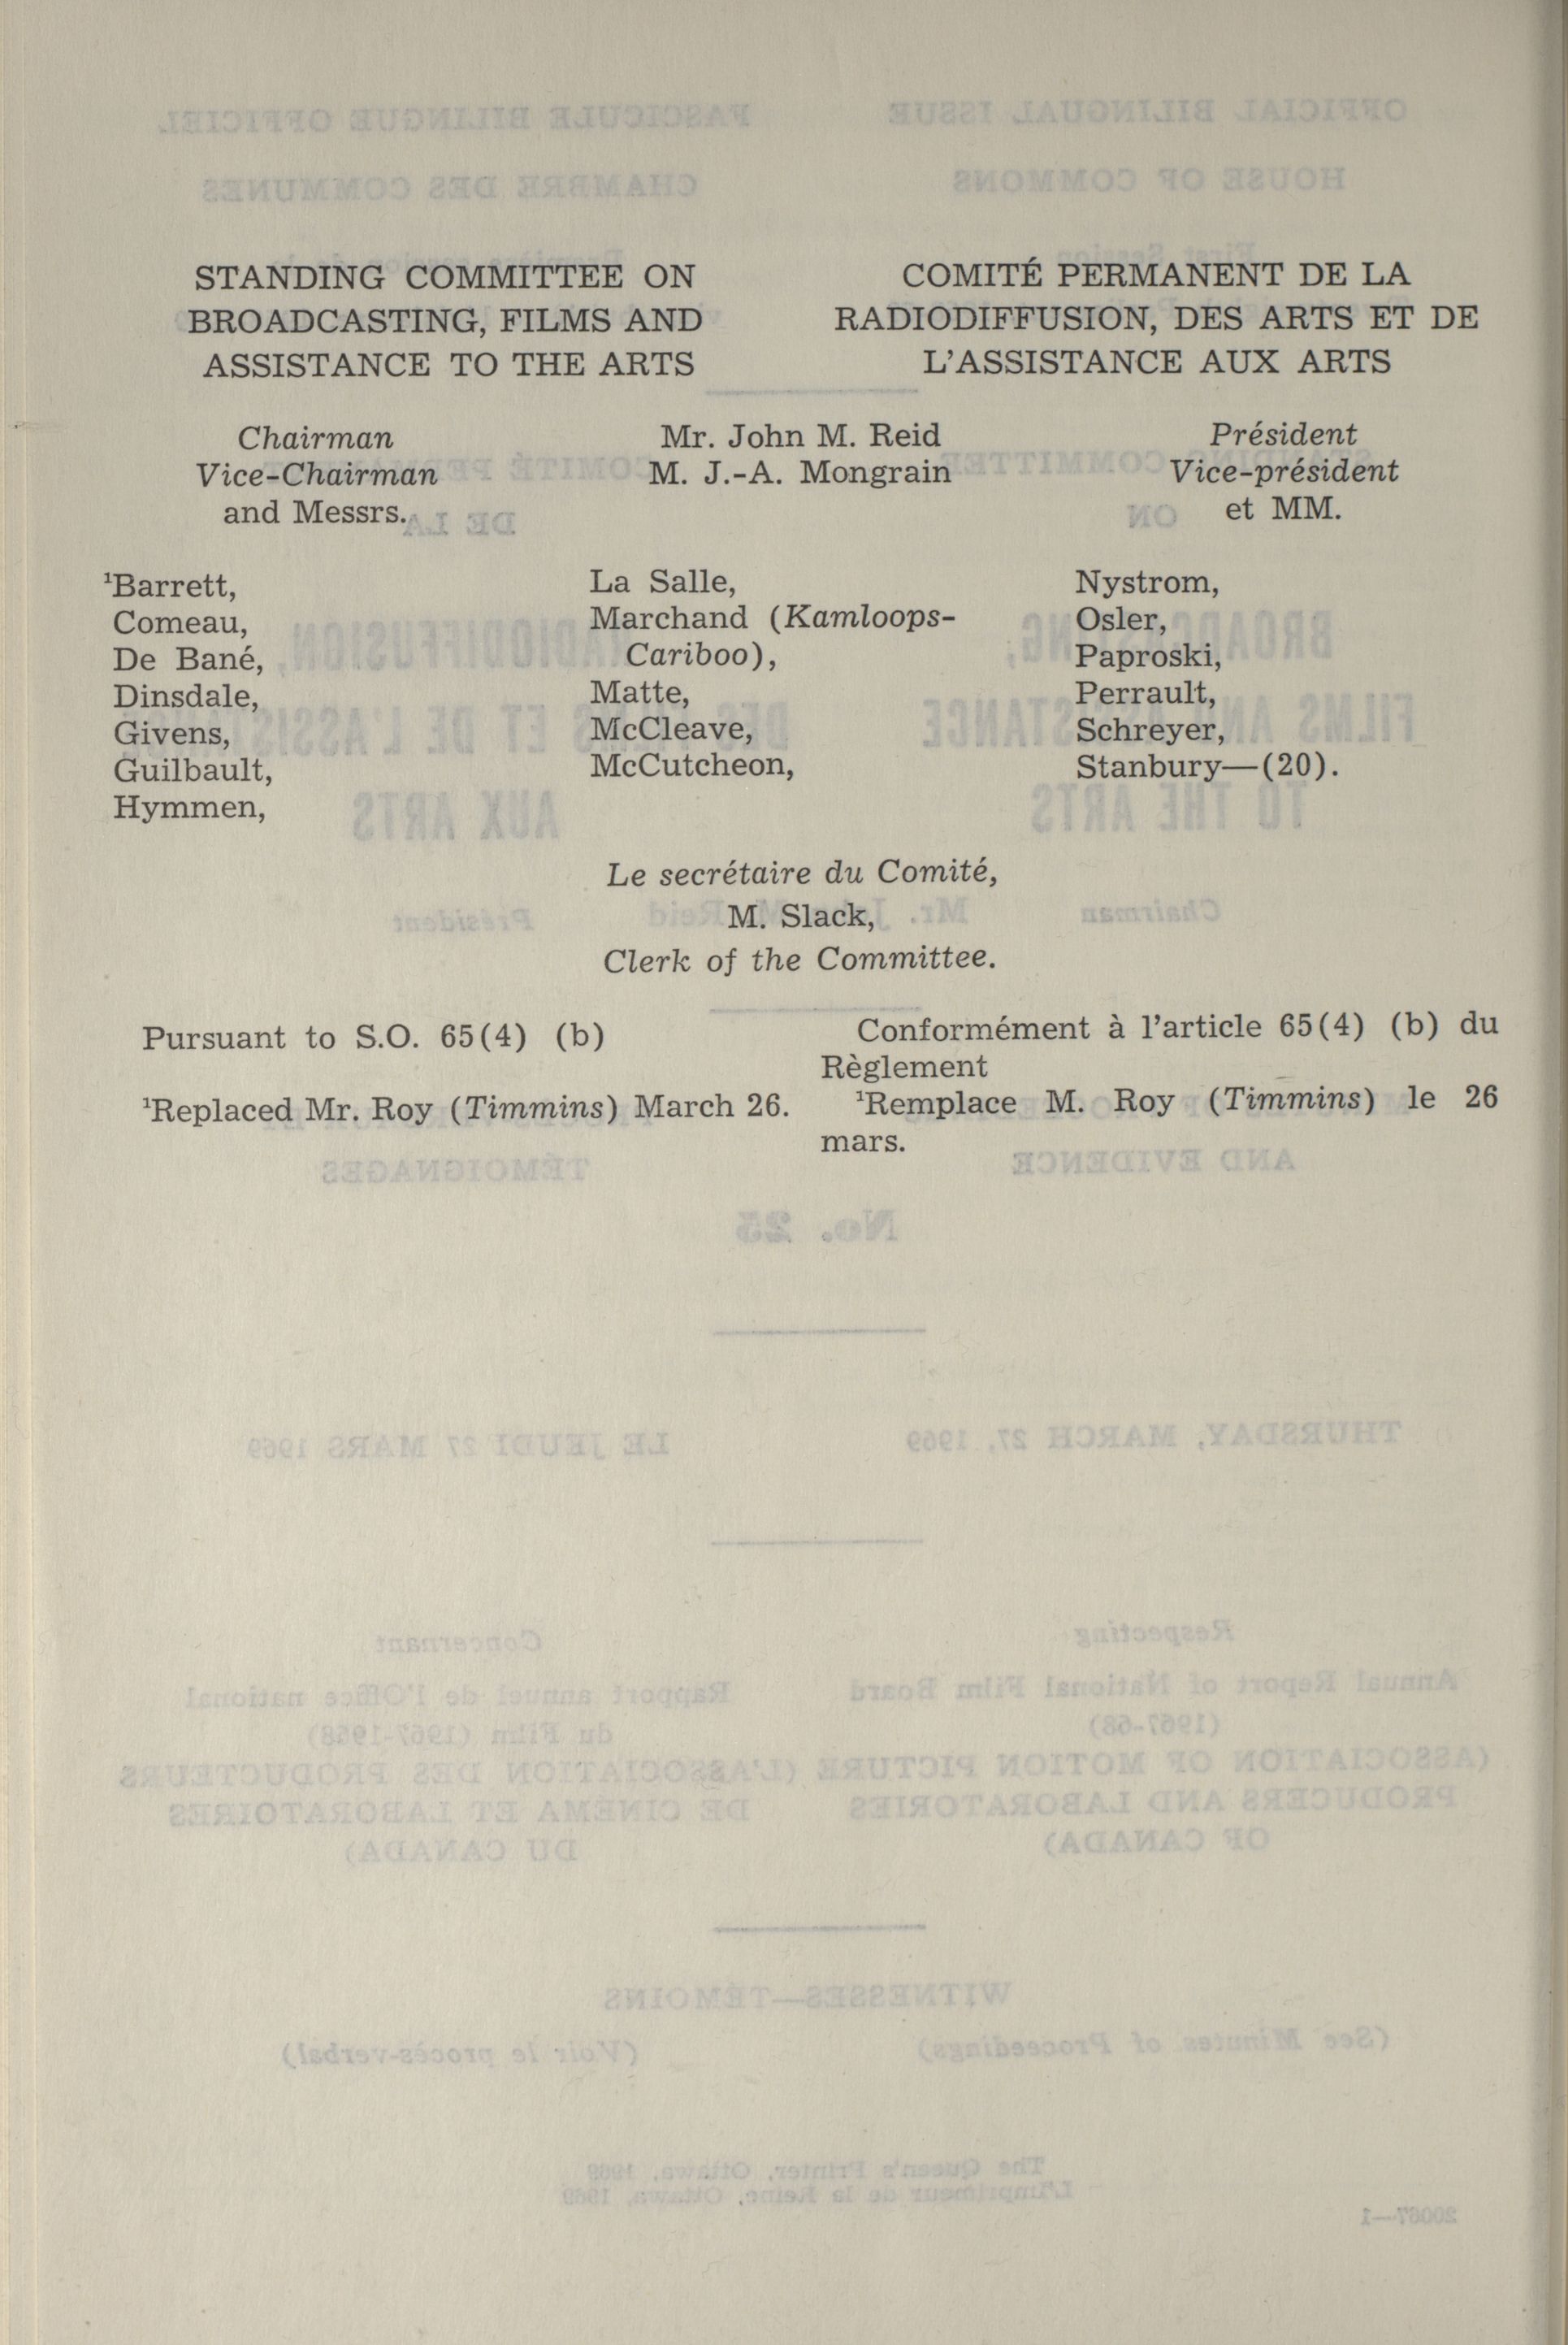 STANDING COMMITTEE ON
BROADCASTING, FILMS AND
ASSISTANCE TO THE ARTS
COMITÉ PERMANENT DE LA
RADIODIFFUSION, DES ARTS ET DE
L'ASSISTANCE AUX ARTS
Chairman Mr. John M. Reid Président
Vice-Chairman M. J.-A. Mongrain Vice-président
and Messrs. et MM.
¹Barrett,
Comeau,
De Bané,
Dinsdale,
Givens,
Guilbault,
Hymmen,
La Salle,
Marchand (Kamloops-
Cariboo),
Matte,
McCleave,
McCutcheon,
Nystrom,
Osler,
Paproski,
Perrault,
Schreyer,
Stanbury—(20).
Le secrétaire du Comité,
M. Slack,
Clerk of the Committee.
Pursuant to S.O. 65(4) (b)
¹Replaced Mr. Roy (Timmins) March 26.
Conformément à l'article 65(4) (b) du
Règlement
¹Remplace M. Roy (Timmins) le 26
mars.